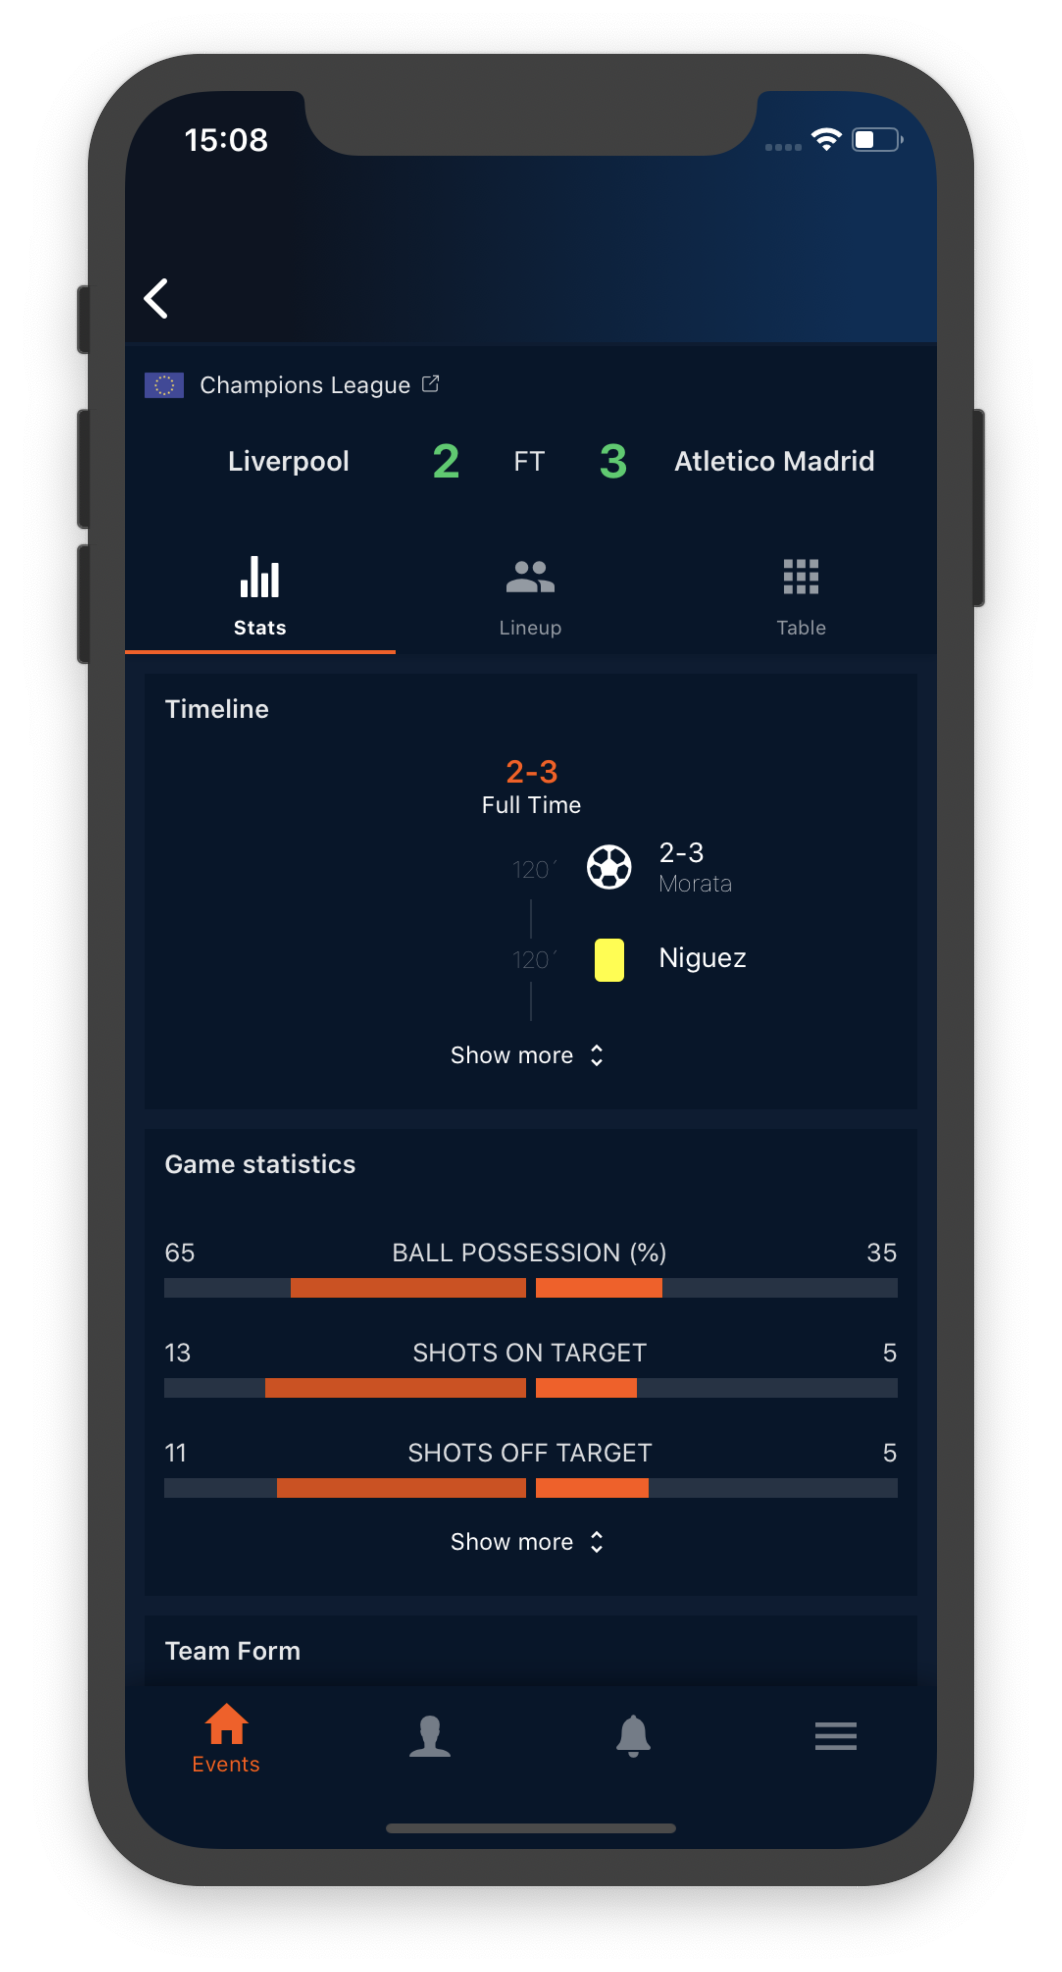 15:08
Champions League
Liverpool 2 FT 3 Atletico Madrid
Stats Lineup Table
Timeline
2-3
Full Time
120´ 2-3
Morata
120´ Niguez
Show more
Game statistics
65 BALL POSSESSION (%) 35
13 SHOTS ON TARGET 5
11 SHOTS OFF TARGET 5
Show more
Team Form
Events